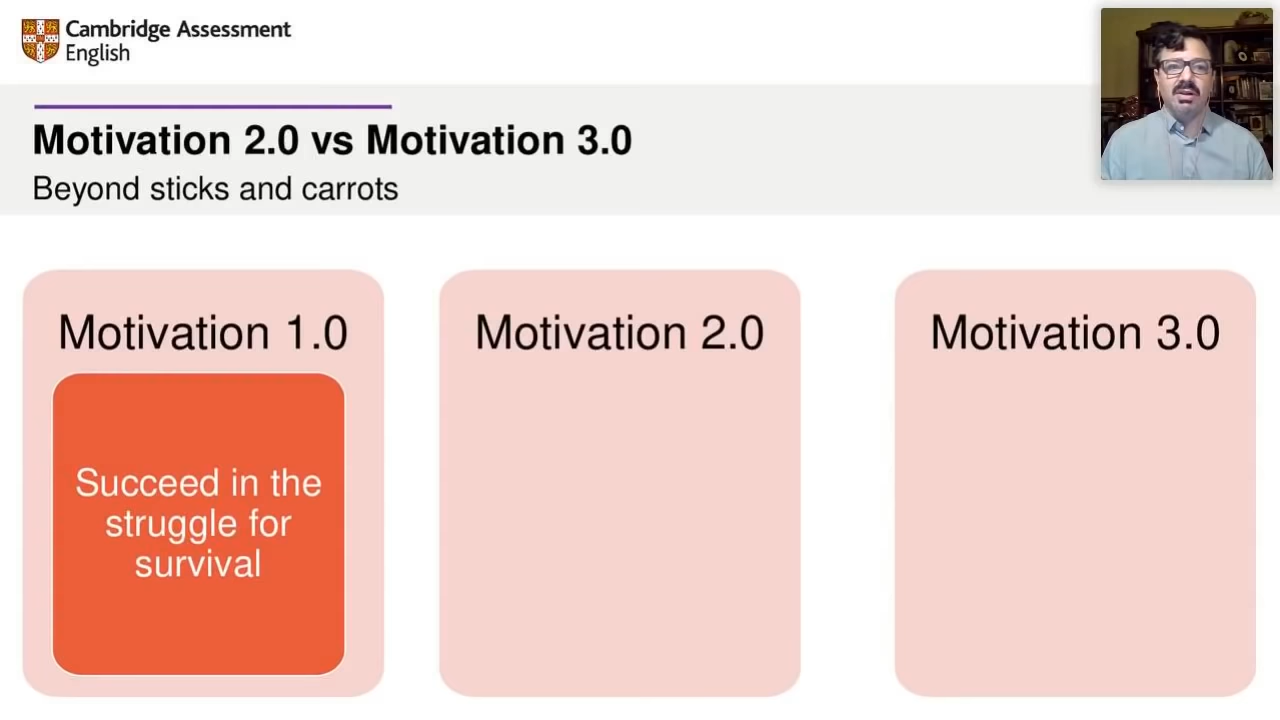 Cambridge Assessment
English
Motivation 2.0 vs Motivation 3.0
Beyond sticks and carrots
Motivation 1.0
Succeed in the
struggle for
survival
Motivation 2.0
Motivation 3.0